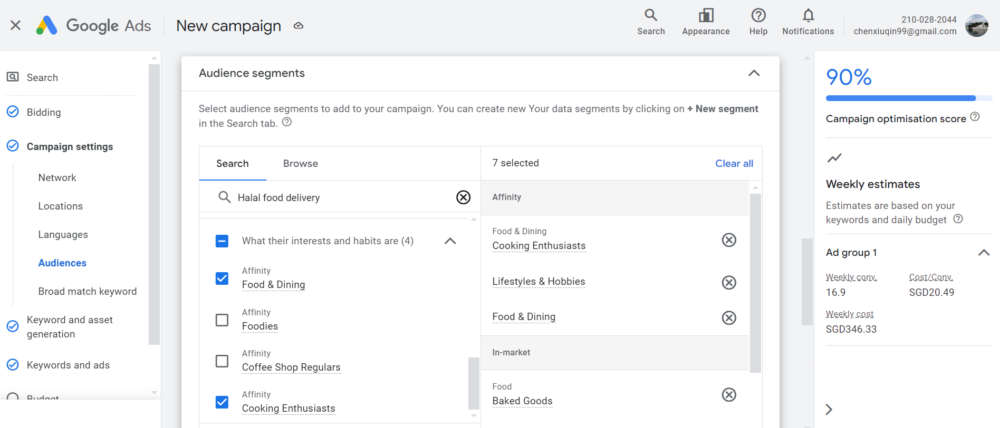 Google Ads
New campaign
Search
Appearance
Help
Notifications
210-028-2044
chenxiuqin99@gmail.com
Search
Bidding
Campaign settings
Network
Locations
Languages
Audiences
Broad match keyword
Keyword and asset
generation
Keywords and ads
Budget
Audience segments
Select audience segments to add to your campaign. You can create new Your data segments by clicking on + New segment
in the Search tab.
Search
Browse
Halal food delivery
What their interests and habits are (4)
Affinity
Food & Dining
Affinity
Foodies
Affinity
Coffee Shop Regulars
Affinity
Cooking Enthusiasts
7 selected
Clear all
Affinity
Food & Dining
Cooking Enthusiasts
Lifestyles & Hobbies
Food & Dining
In-market
Food
Baked Goods
90%
Campaign optimisation score
Weekly estimates
Estimates are based on your
keywords and daily budget
Ad group 1
Weekly conv.
Cost/Conv.
16.9
SGD20.49
Weekly cost
SGD346.33